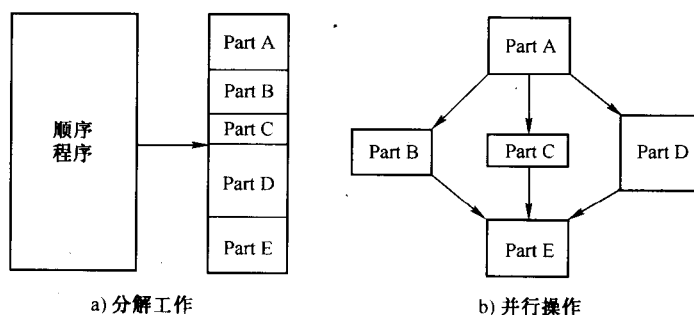 顺序
程序
Part A
Part B
Part C
Part D
Part E
a) 分解工作
Part A
Part B
Part C
Part D
Part E
b) 并行操作